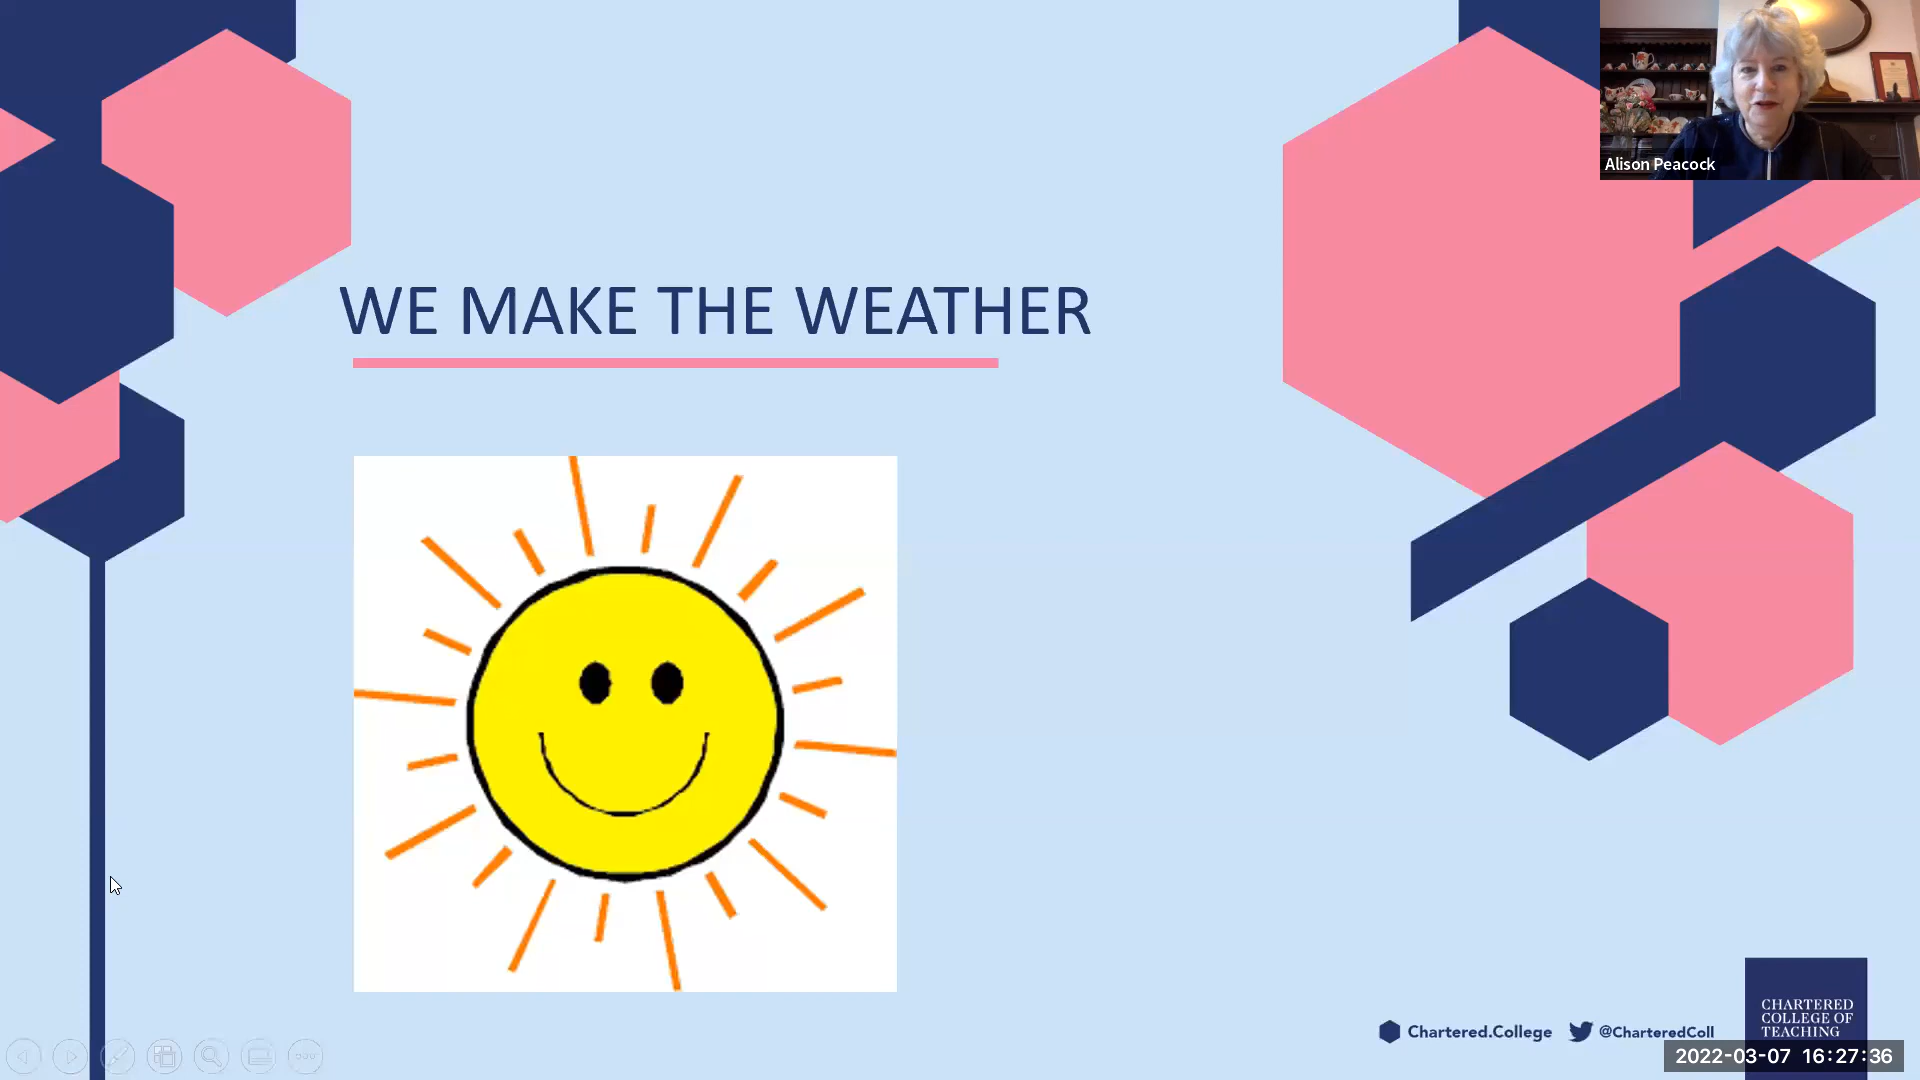 Alison Peacock
WE MAKE THE WEATHER
Chartered.College
@CharteredColl
CHARTERED
COLLEGE OF
TEACHING
2022-03-07 16:27:36